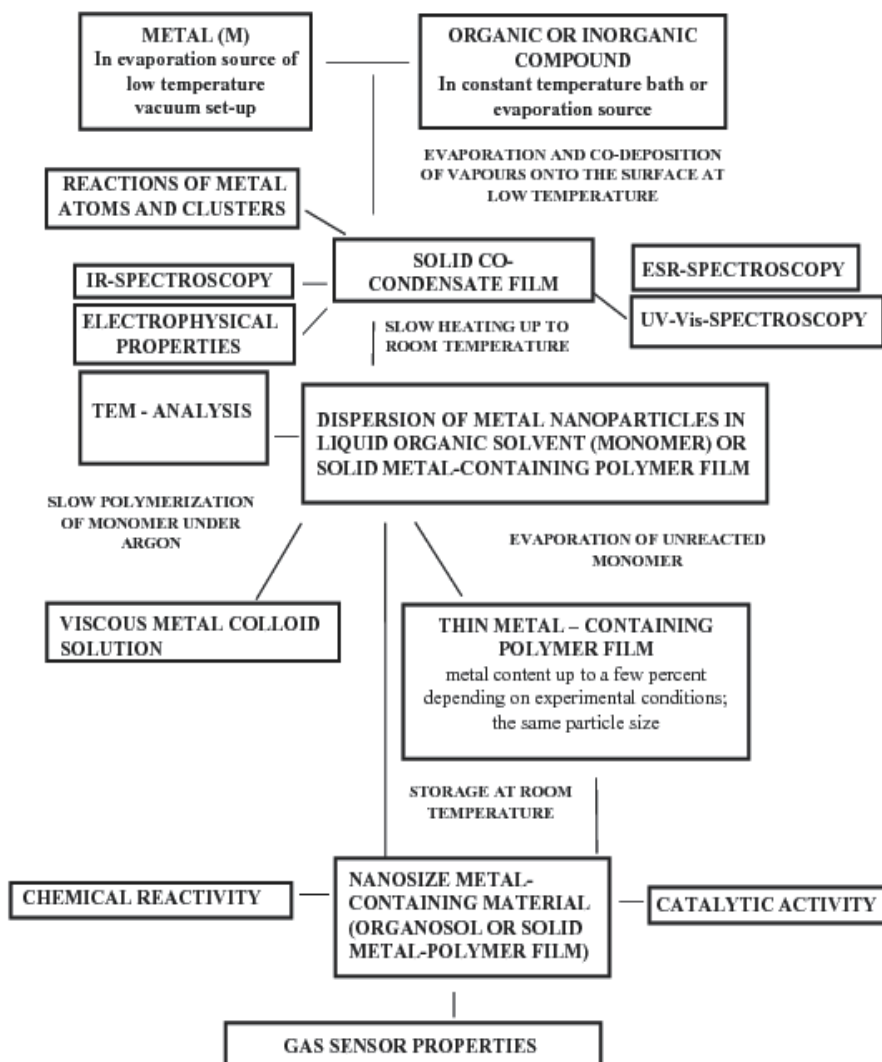 METAL (M)
In evaporation source of
low temperature
vacuum set-up
ORGANIC OR INORGANIC
COMPOUND
In constant temperature bath or
evaporation source
EVAPORATION AND CO-DEPOSITION
OF VAPOURS ONTO THE SURFACE AT
LOW TEMPERATURE
REACTIONS OF METAL
ATOMS AND CLUSTERS
SOLID CO-
CONDENSATE FILM
ESR-SPECTROSCOPY
IR-SPECTROSCOPY
UV-Vis-SPECTROSCOPY
ELECTROPHYSICAL
PROPERTIES
SLOW HEATING UP TO
ROOM TEMPERATURE
TEM - ANALYSIS
DISPERSION OF METAL NANOPARTICLES IN
LIQUID ORGANIC SOLVENT (MONOMER) OR
SOLID METAL-CONTAINING POLYMER FILM
SLOW POLYMERIZATION
OF MONOMER UNDER
ARGON
EVAPORATION OF UNREACTED
MONOMER
VISCOUS METAL COLLOID
SOLUTION
THIN METAL – CONTAINING
POLYMER FILM
metal content up to a few percent
depending on experimental conditions;
the same particle size
STORAGE AT ROOM
TEMPERATURE
CHEMICAL REACTIVITY
NANOSIZE METAL-
CONTAINING MATERIAL
(ORGANOSOL OR SOLID
METAL-POLYMER FILM)
CATALYTIC ACTIVITY
GAS SENSOR PROPERTIES